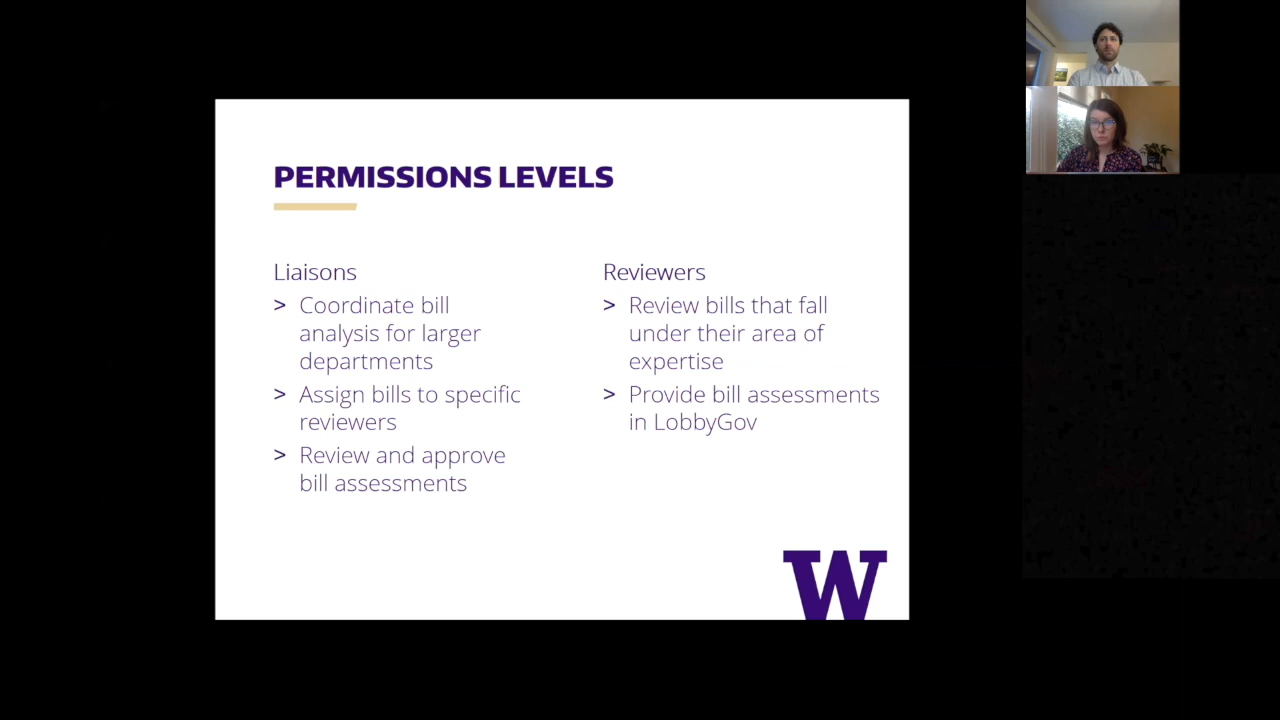 PERMISSIONS LEVELS
Liaisons
> Coordinate bill
analysis for larger
departments
> Assign bills to specific
reviewers
> Review and approve
bill assessments
Reviewers
> Review bills that fall
under their area of
expertise
> Provide bill assessments
in LobbyGov
W